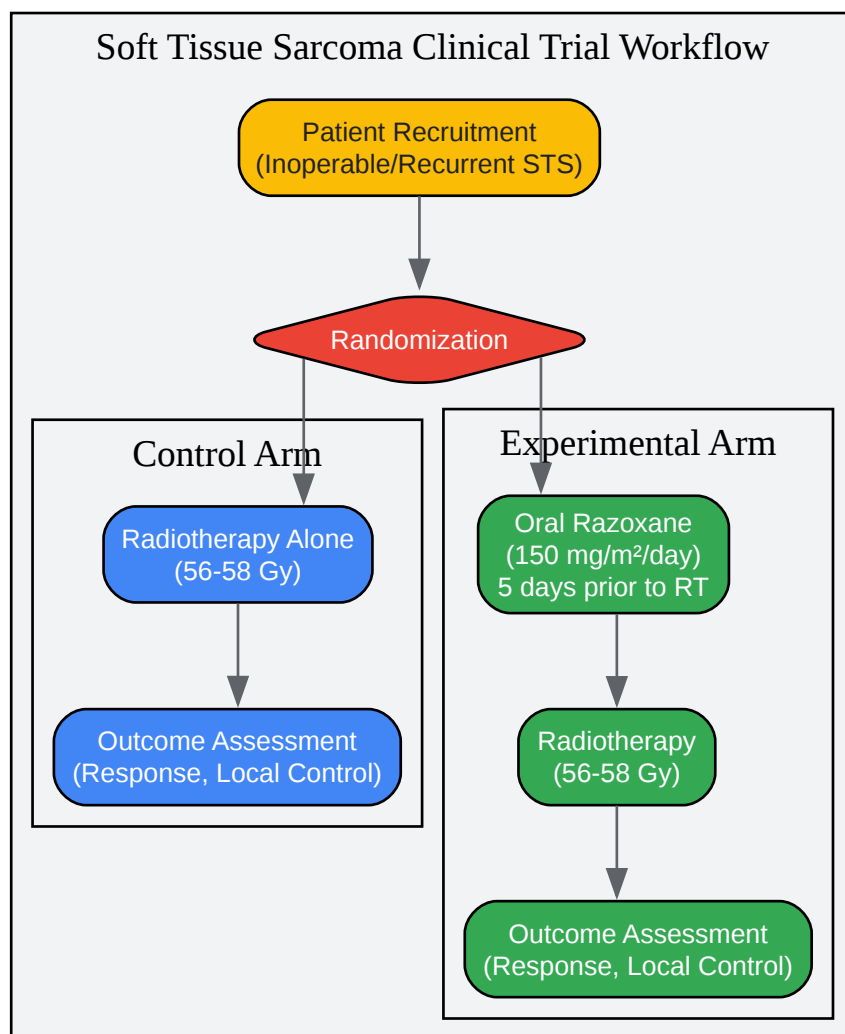 Soft Tissue Sarcoma Clinical Trial Workflow
Patient Recruitment
(Inoperable/Recurrent STS)
Randomization
Control Arm
Radiotherapy Alone
(56-58 Gy)
Outcome Assessment
(Response, Local Control)
Experimental Arm
Oral Razoxane
(150 mg/m²/day)
5 days prior to RT
Radiotherapy
(56-58 Gy)
Outcome Assessment
(Response, Local Control)